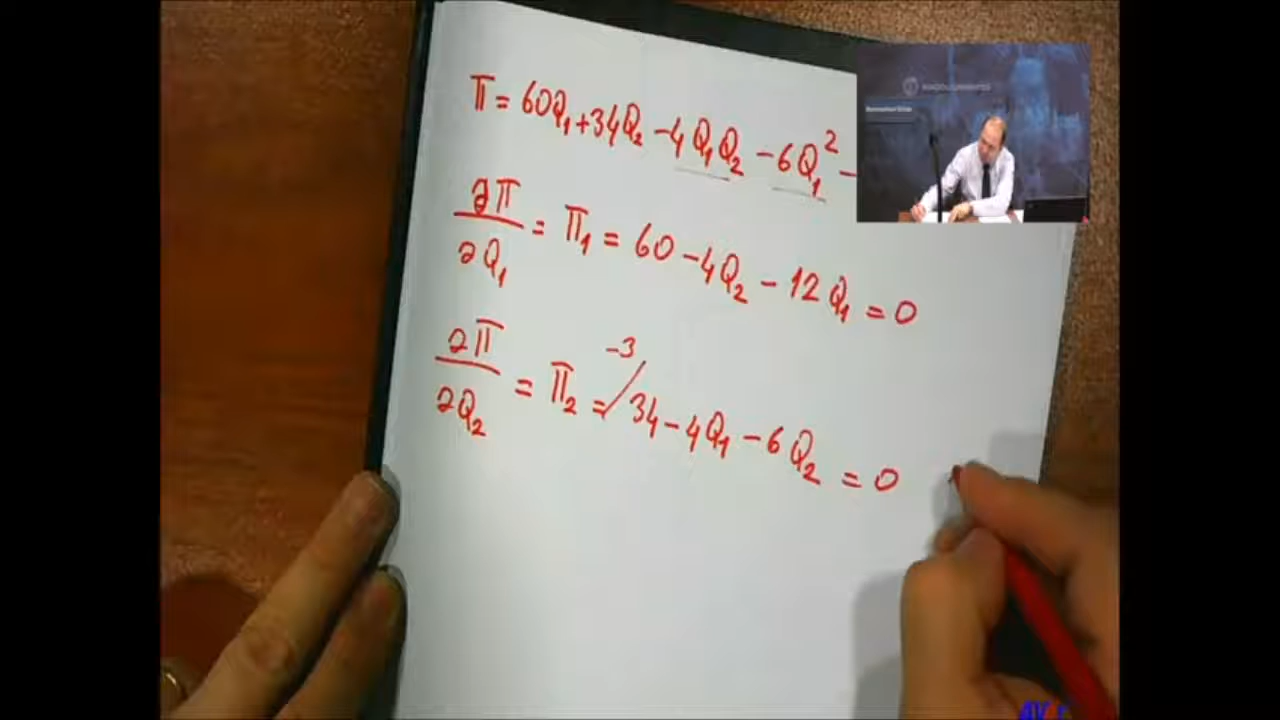 π = 60Q₁+34Q₂ -4Q₁Q₂ -6Q₁² -
∂π/∂Q₁ = π₁ = 60 -4Q₂ - 12Q₁ = 0
-3
∂π/∂Q₂ = π₂ = / 34 - 4Q₁ - 6Q₂ = 0